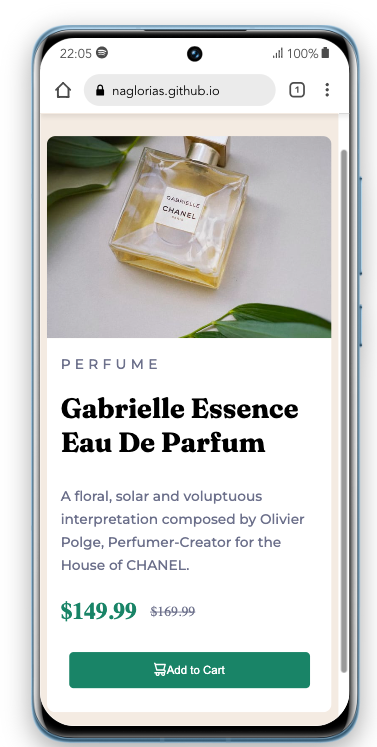 22:05
100%
naglorias.github.io
1
GABRIELLE
CHANEL
PARIS
PERFUME
Gabrielle Essence
Eau De Parfum
A floral, solar and voluptuous
interpretation composed by Olivier
Polge, Perfumer-Creator for the
House of CHANEL.
$149.99 $169.99
Add to Cart